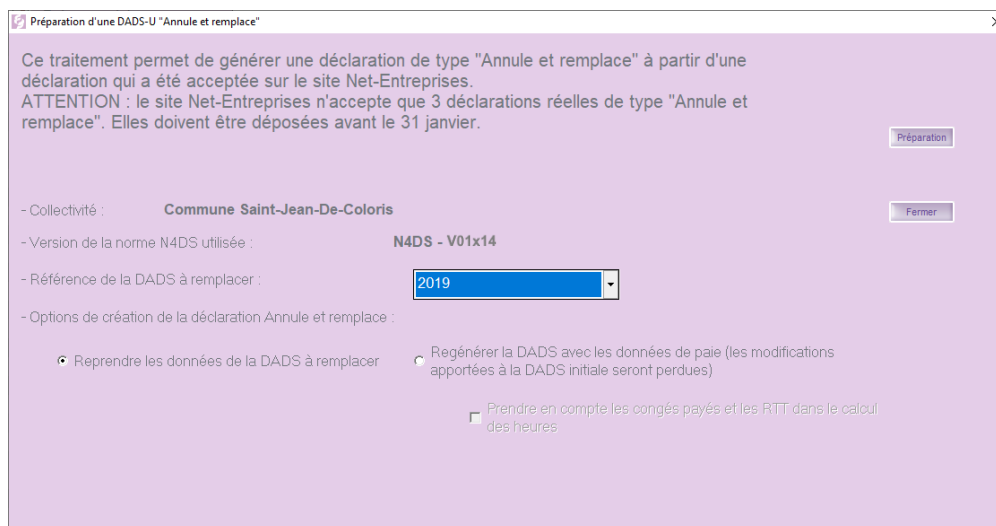 Préparation d'une DADS-U "Annule et remplace"
Ce traitement permet de générer une déclaration de type "Annule et remplace" à partir d'une
déclaration qui a été acceptée sur le site Net-Entreprises.
ATTENTION : le site Net-Entreprises n'accepte que 3 déclarations réelles de type "Annule et
remplace". Elles doivent être déposées avant le 31 janvier.
Préparation
- Collectivité : Commune Saint-Jean-De-Coloris
Fermer
- Version de la norme N4DS utilisée : N4DS - V01x14
- Référence de la DADS à remplacer : 2019
- Options de création de la déclaration Annule et remplace :
Reprendre les données de la DADS à remplacer
Regénérer la DADS avec les données de paie (les modifications
apportées à la DADS initiale seront perdues)
Prendre en compte les congés payés et les RTT dans le calcul
des heures